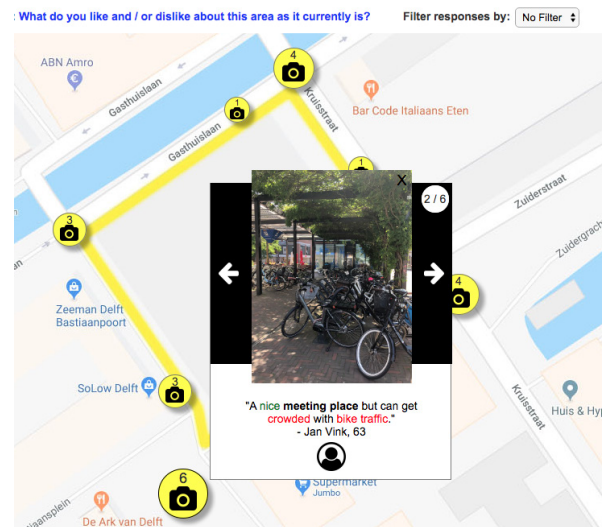 : What do you like and / or dislike about this area as it currently is?
Filter responses by: No Filter
ABN Amro
Gasthuislaan
4
1
Kruisstraat
Bar Code Italiaans Eten
Gasthuislaan
1
X
2 / 6
Zuiderstraat
3
Zuidergrach
an
4
Zeeman Delft
Bastiaanpoort
SoLow Delft
3
Kruisstraat
Huis & Hyp
"A nice meeting place but can get
crowded with bike traffic."
- Jan Vink, 63
6
Supermarket
Jumbo
iaansplein
De Ark van Delft